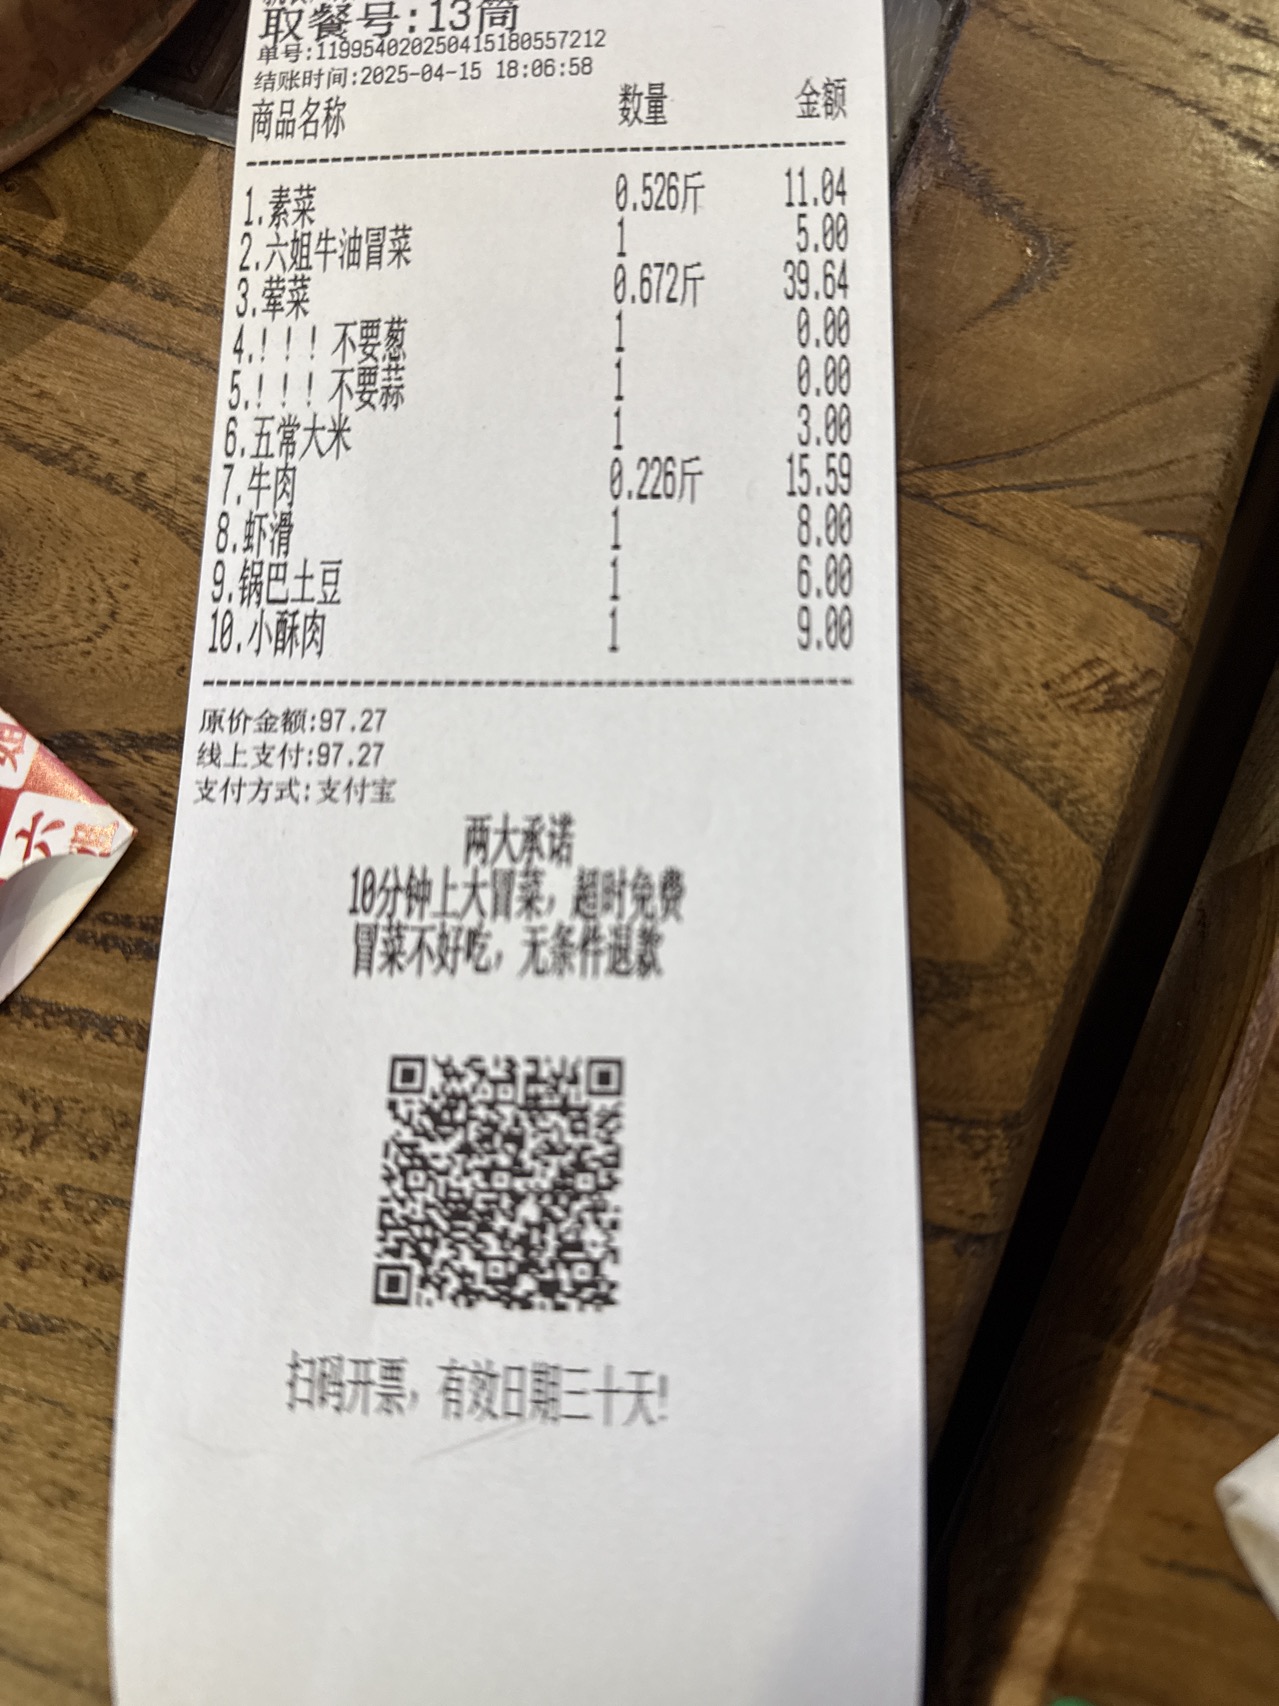 取餐号:13筒
单号:119954020250415180557212
结账时间:2025-04-15 18:06:58
商品名称 数量 金额
1.素菜 0.526斤 11.04
2.六姐牛油冒菜 1 5.00
3.荤菜 0.672斤 39.64
4.！！！不要葱 1 0.00
5.！！！不要蒜 1 0.00
6.五常大米 1 3.00
7.牛肉 0.226斤 15.59
8.虾滑 1 8.00
9.锅巴土豆 1 6.00
10.小酥肉 1 9.00
原价金额:97.27
线上支付:97.27
支付方式:支付宝
两大承诺
10分钟上大冒菜，超时免费
冒菜不好吃，无条件退款
扫码开票，有效日期三十天!
六姐